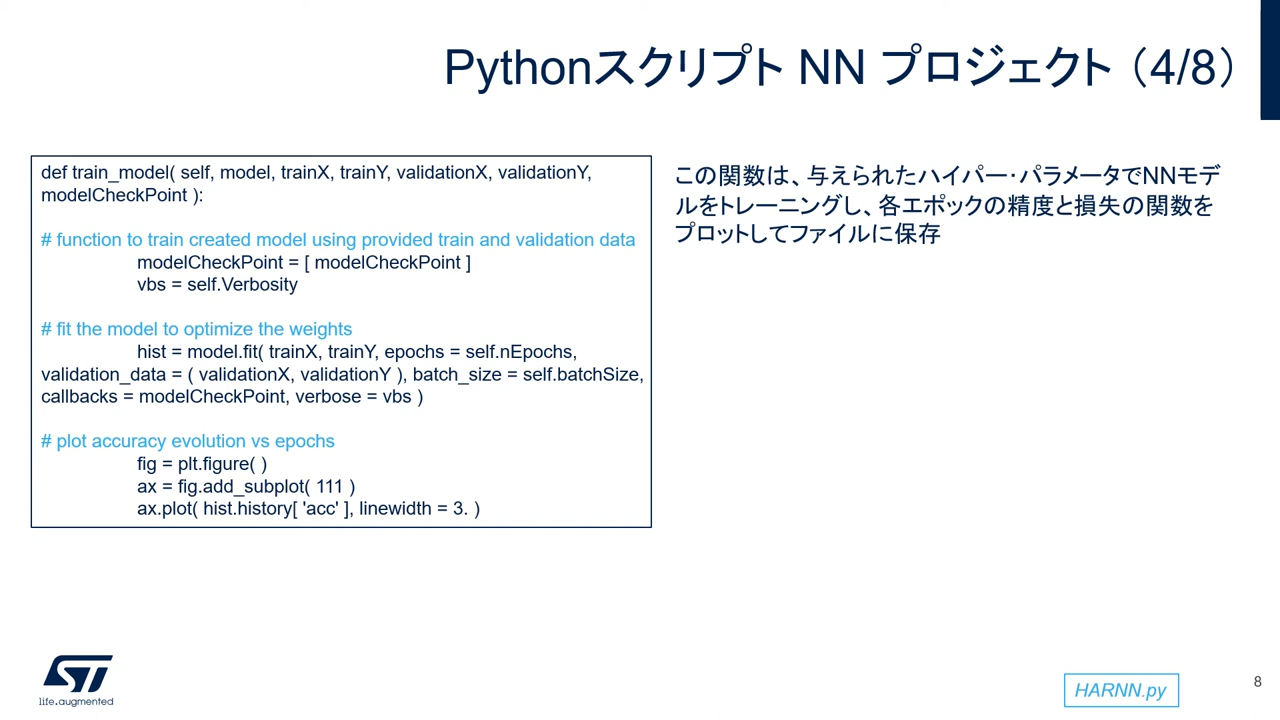 Pythonスクリプト NN プロジェクト（4/8）
def train_model( self, model, trainX, trainY, validationX, validationY,
modelCheckPoint ):
# function to train created model using provided train and validation data
modelCheckPoint = [ modelCheckPoint ]
vbs = self.Verbosity
# fit the model to optimize the weights
hist = model.fit( trainX, trainY, epochs = self.nEpochs,
validation_data = ( validationX, validationY ), batch_size = self.batchSize,
callbacks = modelCheckPoint, verbose = vbs )
# plot accuracy evolution vs epochs
fig = plt.figure( )
ax = fig.add_subplot( 111 )
ax.plot( hist.history[ 'acc' ], linewidth = 3. )
この関数は、与えられたハイパー・パラメータでNNモデ
ルをトレーニングし、各エポックの精度と損失の関数を
プロットしてファイルに保存
ST
life.augmented
HARNN.py
8